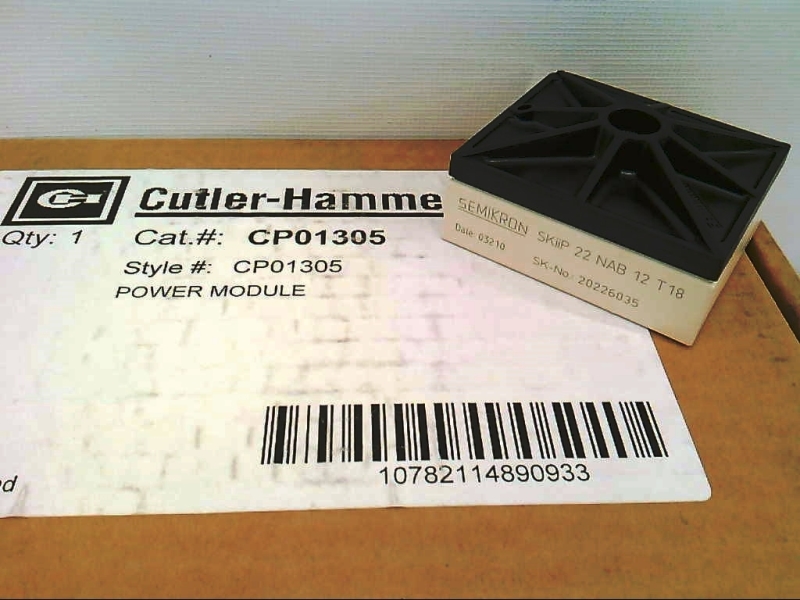 Cutler-Hamme
Qty: 1 Cat.#: CP01305
Style #: CP01305
POWER MODULE
10782114890933
ed
SEMIKRON SKiiP 22 NAB 12 T18
Date 03210 SK-No. 20226035